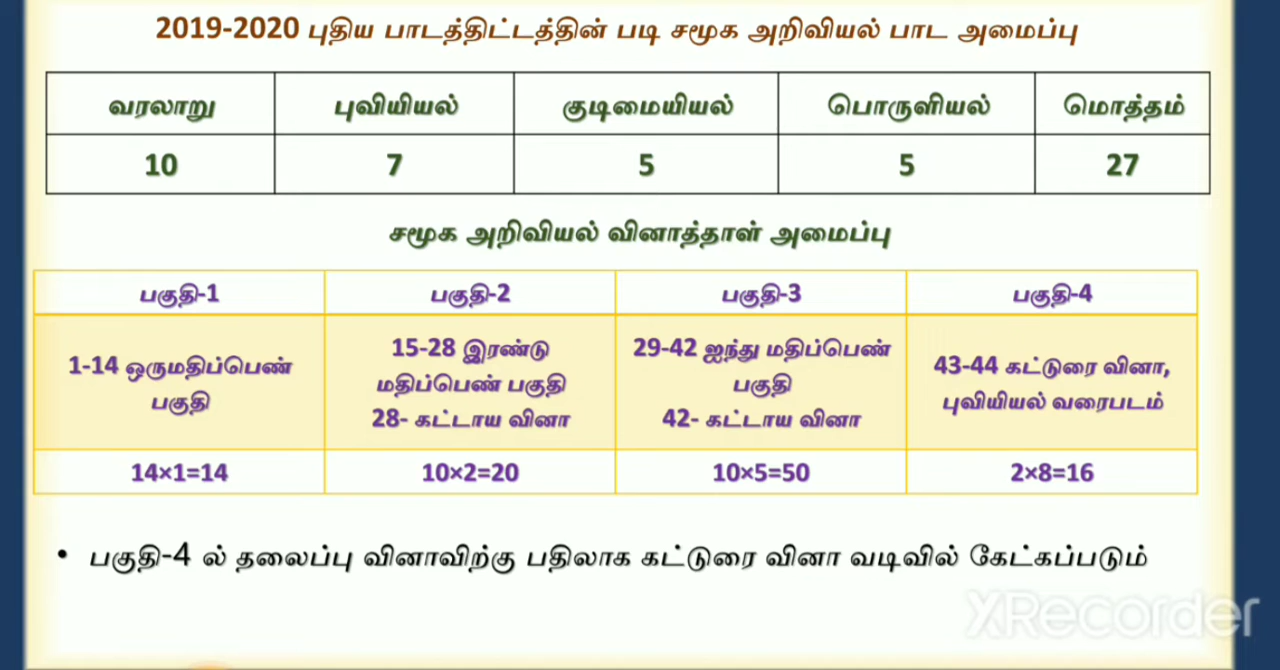 2019-2020 புதிய பாடத்திட்டத்தின் படி சமூக அறிவியல் பாட அமைப்பு
வரலாறு புவியியல் குடிமையியல் பொருளியல் மொத்தம்
10 7 5 5 27
சமூக அறிவியல் வினாத்தாள் அமைப்பு
பகுதி-1 பகுதி-2 பகுதி-3 பகுதி-4
1-14 ஒருமதிப்பெண்
பகுதி
15-28 இரண்டு
மதிப்பெண் பகுதி
28- கட்டாய வினா
29-42 ஐந்து மதிப்பெண்
பகுதி
42- கட்டாய வினா
43-44 கட்டுரை வினா,
புவியியல் வரைபடம்
14×1=14 10×2=20 10×5=50 2×8=16
• பகுதி-4 ல் தலைப்பு வினாவிற்கு பதிலாக கட்டுரை வினா வடிவில் கேட்கப்படும்
XRecorder